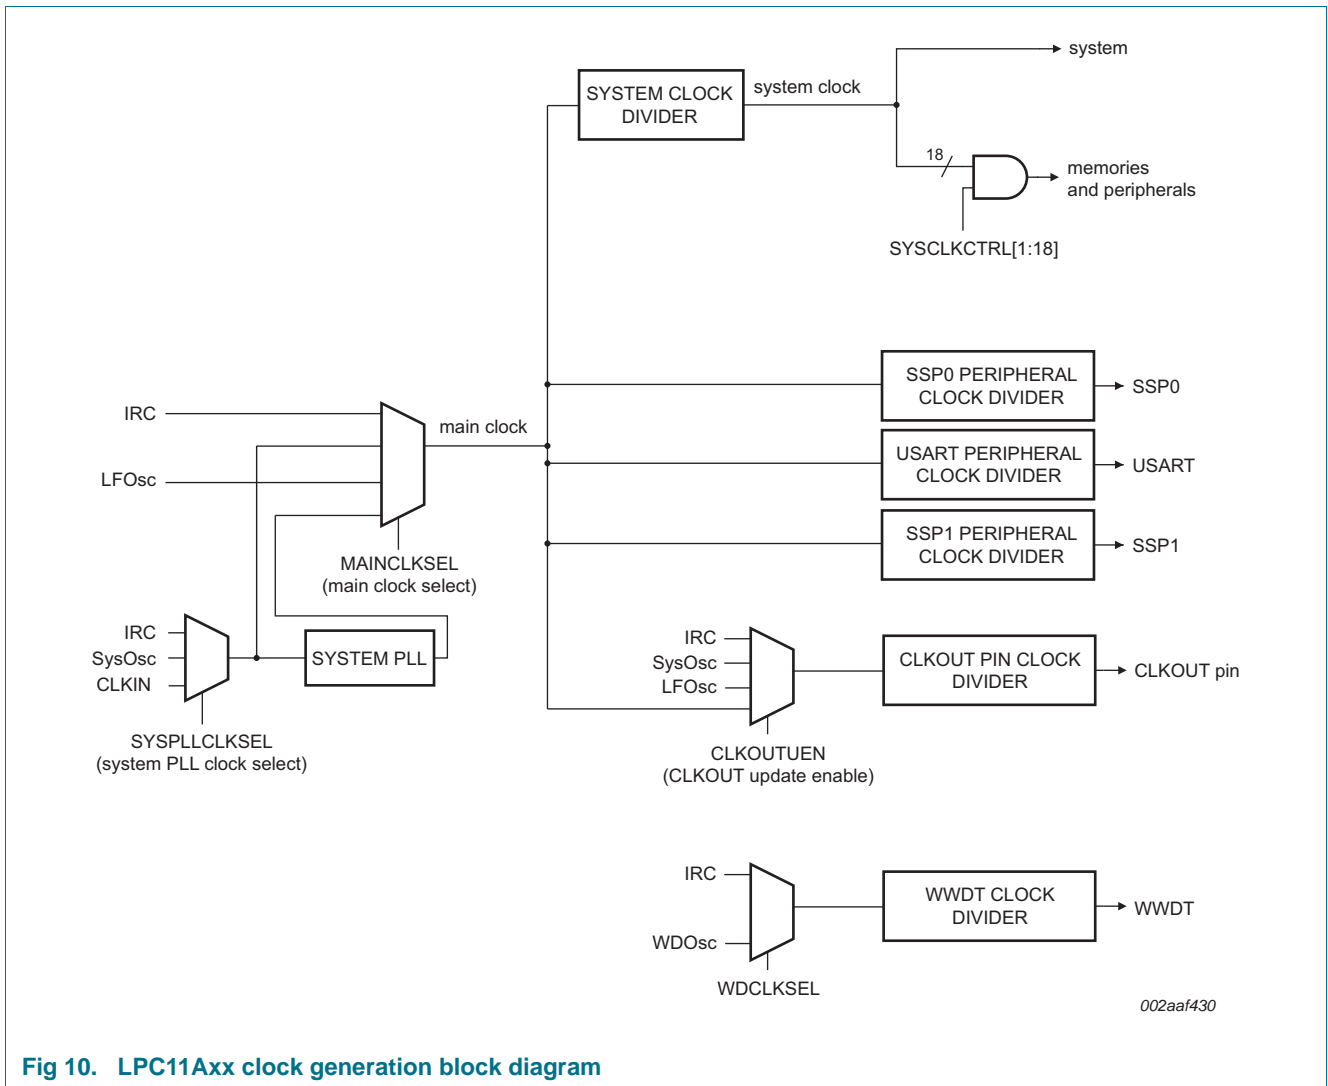 system
SYSTEM CLOCK
DIVIDER
system clock
18
memories
and peripherals
SYSCLKCTRL[1:18]
SSP0 PERIPHERAL
CLOCK DIVIDER
SSP0
IRC
main clock
USART PERIPHERAL
CLOCK DIVIDER
USART
LFOsc
SSP1 PERIPHERAL
CLOCK DIVIDER
SSP1
MAINCLKSEL
(main clock select)
IRC
SysOsc
CLKIN
SYSTEM PLL
SYSPLLCLKSEL
(system PLL clock select)
IRC
SysOsc
LFOsc
CLKOUT PIN CLOCK
DIVIDER
CLKOUT pin
CLKOUTUEN
(CLKOUT update enable)
IRC
WDOsc
WWDT CLOCK
DIVIDER
WWDT
WDCLKSEL
002aaf430
Fig 10. LPC11Axx clock generation block diagram